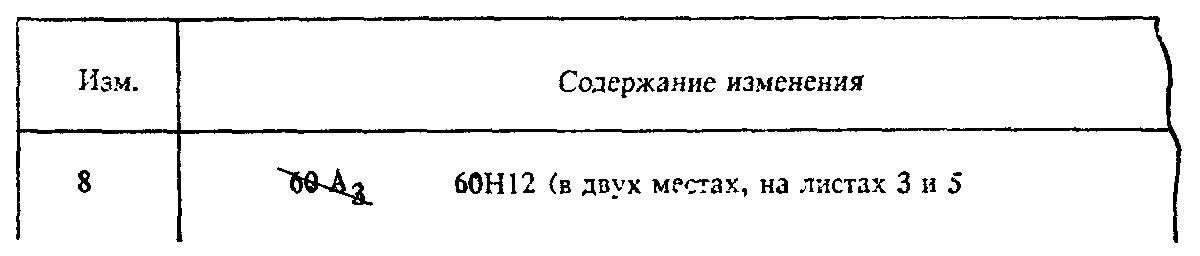 Изм.
Содержание изменения
8 60 А₃ 60Н12 (в двух местах, на листах 3 и 5